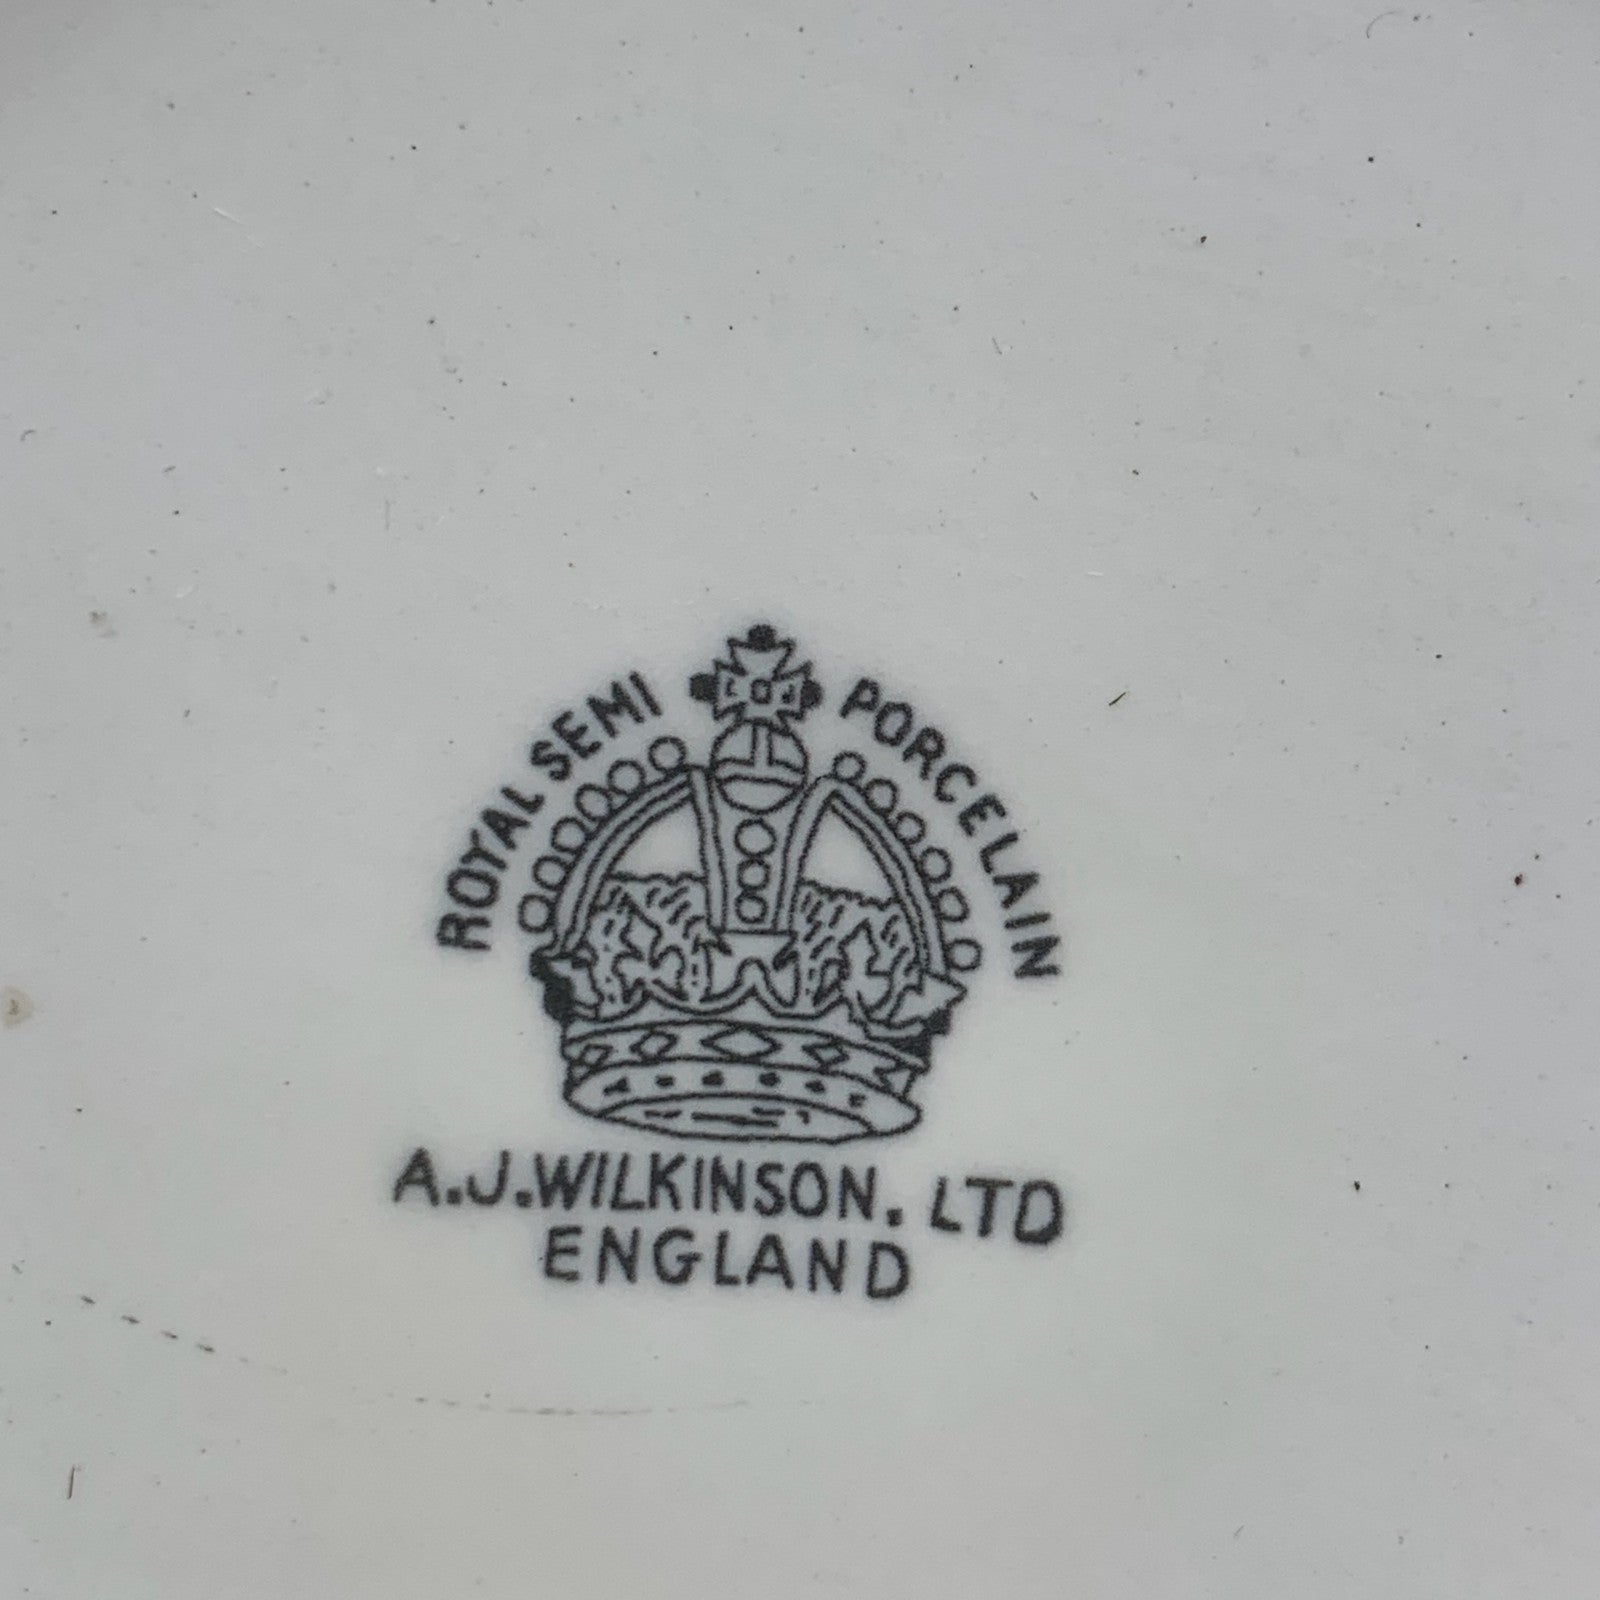 ROYAL SEMI PORCELAIN
A.J.WILKINSON. LTD
ENGLAND